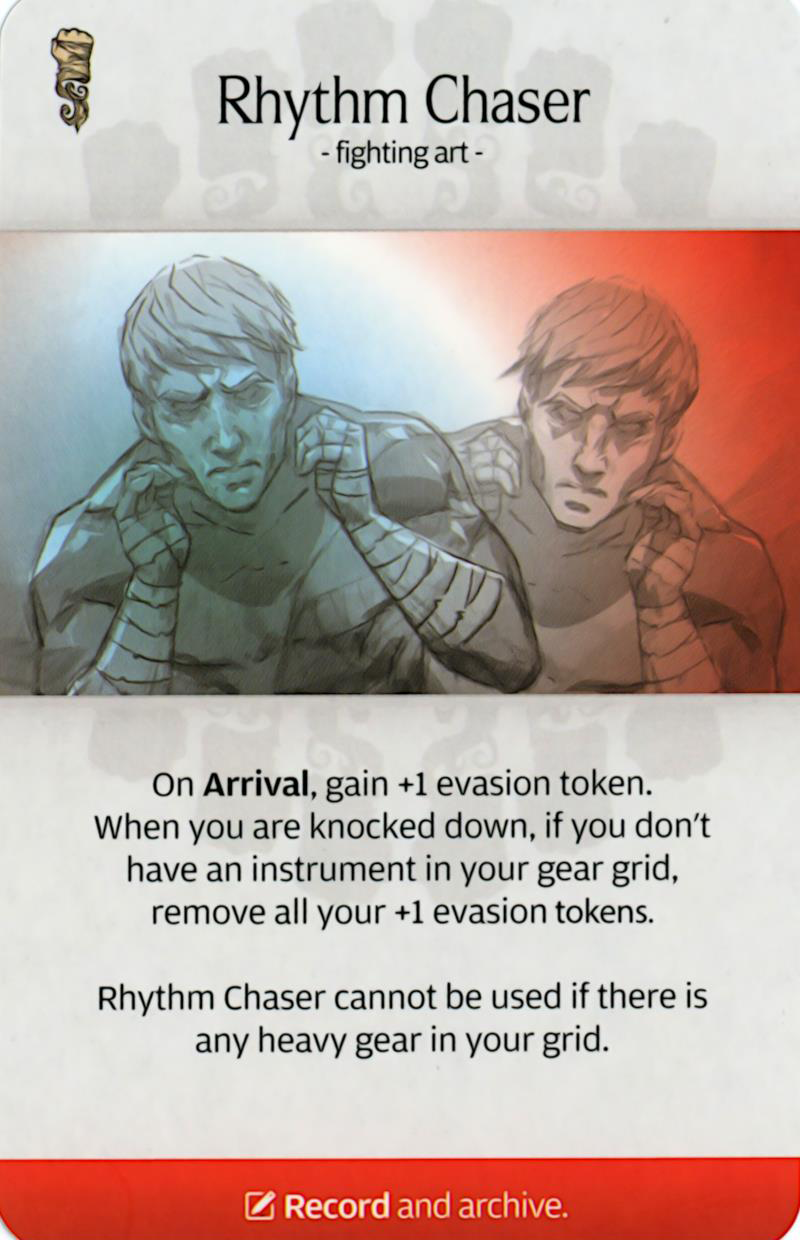 Rhythm Chaser
- fighting art -
On Arrival, gain +1 evasion token.
When you are knocked down, if you don't
have an instrument in your gear grid,
remove all your +1 evasion tokens.
Rhythm Chaser cannot be used if there is
any heavy gear in your grid.
Record and archive.